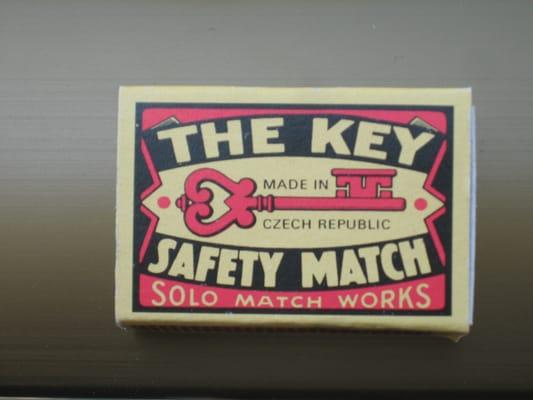 THE KEY
MADE IN
CZECH REPUBLIC
SAFETY MATCH
SOLO MATCH WORKS